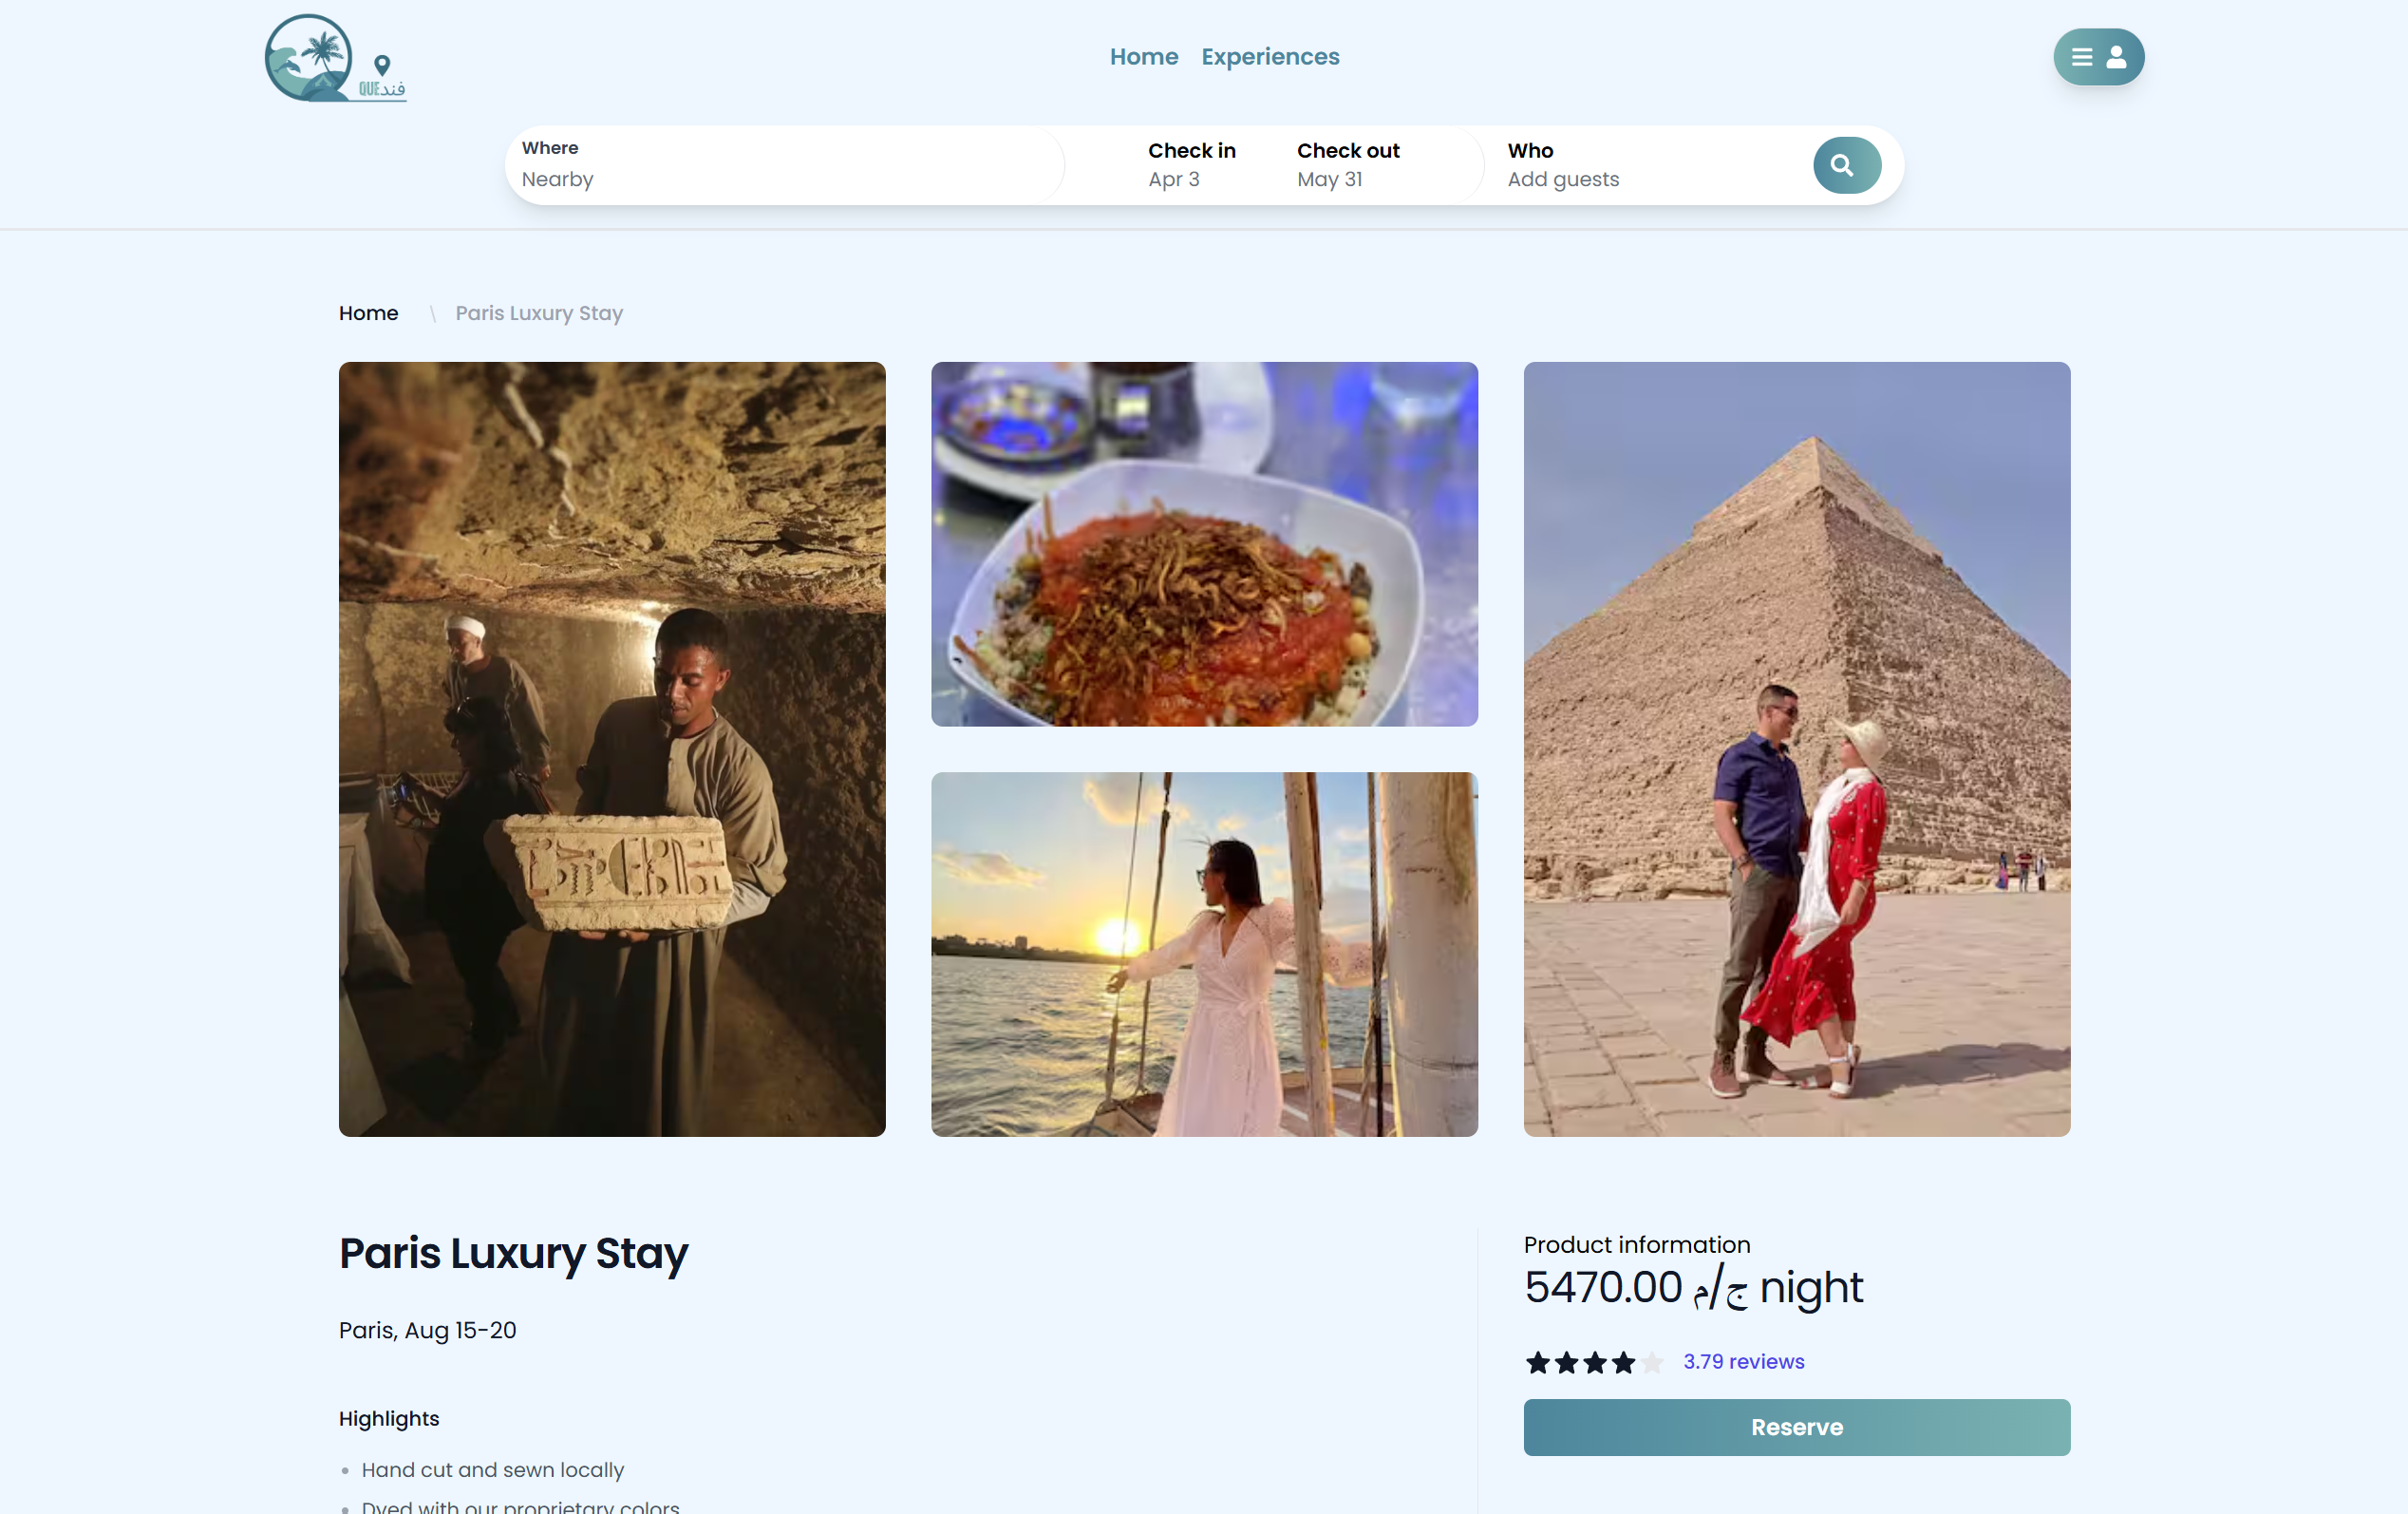 QUEفند
Home Experiences
Where
Nearby
Check in
Apr 3
Check out
May 31
Who
Add guests
Home \ Paris Luxury Stay
Paris Luxury Stay
Paris, Aug 15-20
Highlights
Hand cut and sewn locally
Dyed with our proprietary colors
Product information
5470.00 ج/م night
3.79 reviews
Reserve